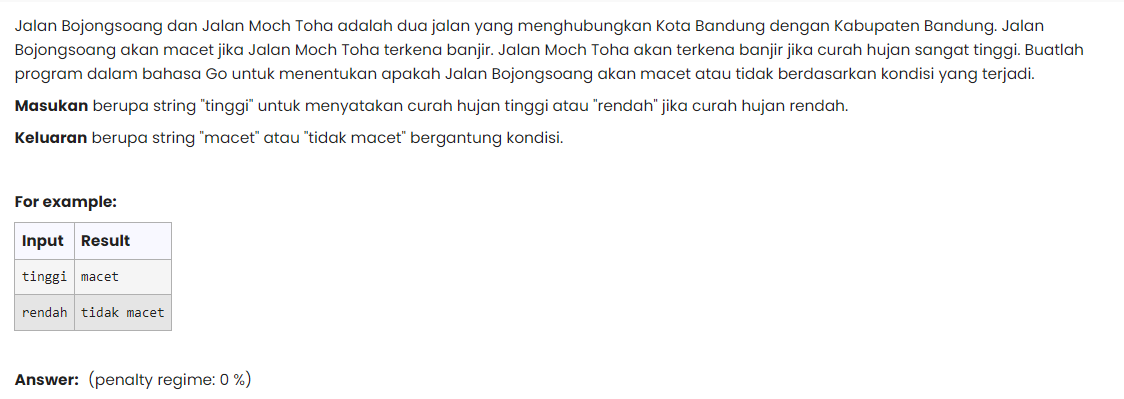 Jalan Bojongsoang dan Jalan Moch Toha adalah dua jalan yang menghubungkan Kota Bandung dengan Kabupaten Bandung. Jalan
Bojongsoang akan macet jika Jalan Moch Toha terkena banjir. Jalan Moch Toha akan terkena banjir jika curah hujan sangat tinggi. Buatlah
program dalam bahasa Go untuk menentukan apakah Jalan Bojongsoang akan macet atau tidak berdasarkan kondisi yang terjadi.
Masukan berupa string "tinggi" untuk menyatakan curah hujan tinggi atau "rendah" jika curah hujan rendah.
Keluaran berupa string "macet" atau "tidak macet" bergantung kondisi.
For example:
Input Result
tinggi macet
rendah tidak macet
Answer: (penalty regime: 0 %)